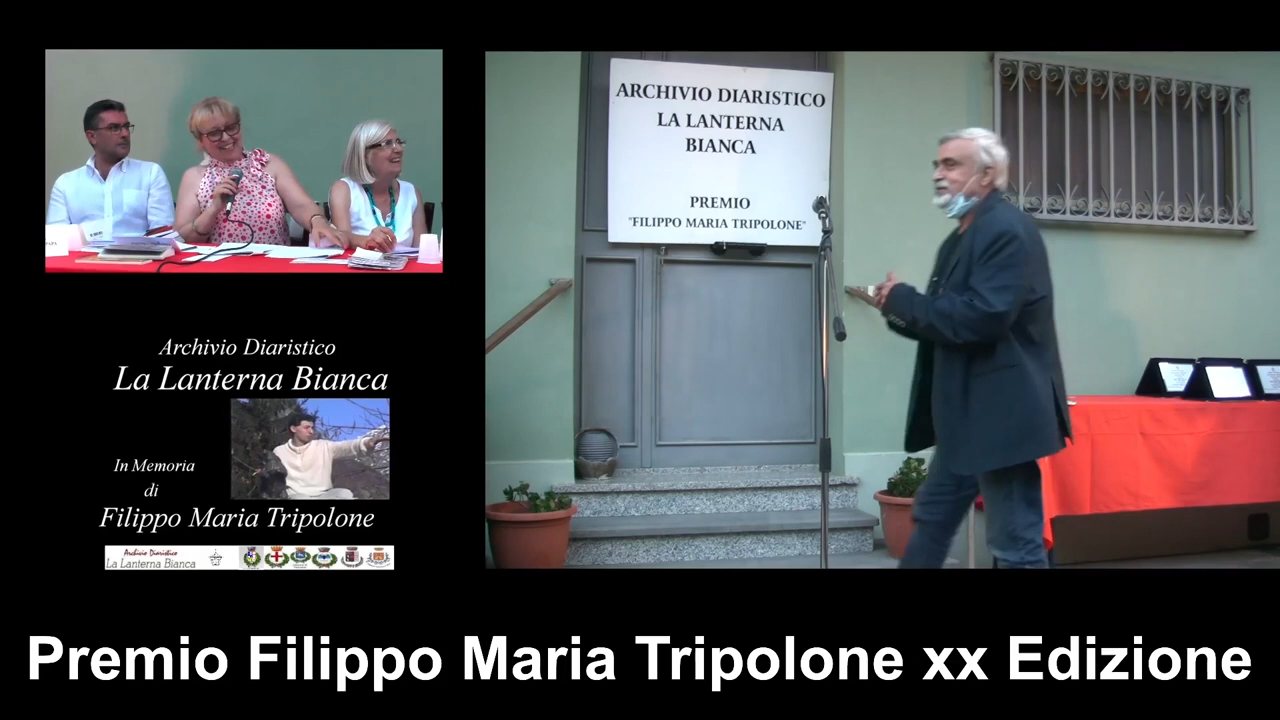 ARCHIVIO DIARISTICO
LA LANTERNA
BIANCA
PREMIO
"FILIPPO MARIA TRIPOLONE"
Archivio Diaristico
La Lanterna Bianca
In Memoria
di
Filippo Maria Tripolone
Archivio Diaristico
La Lanterna Bianca
Premio Filippo Maria Tripolone xx Edizione